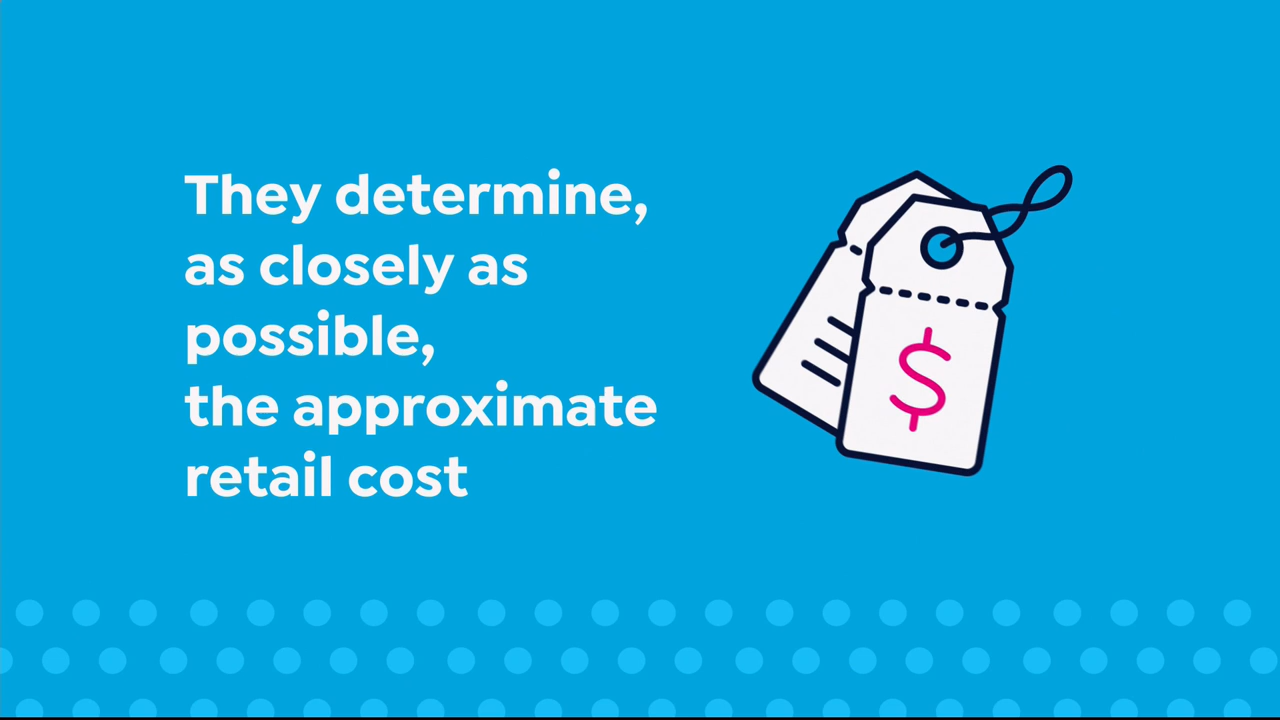 They determine,
as closely as
possible,
the approximate
retail cost
$